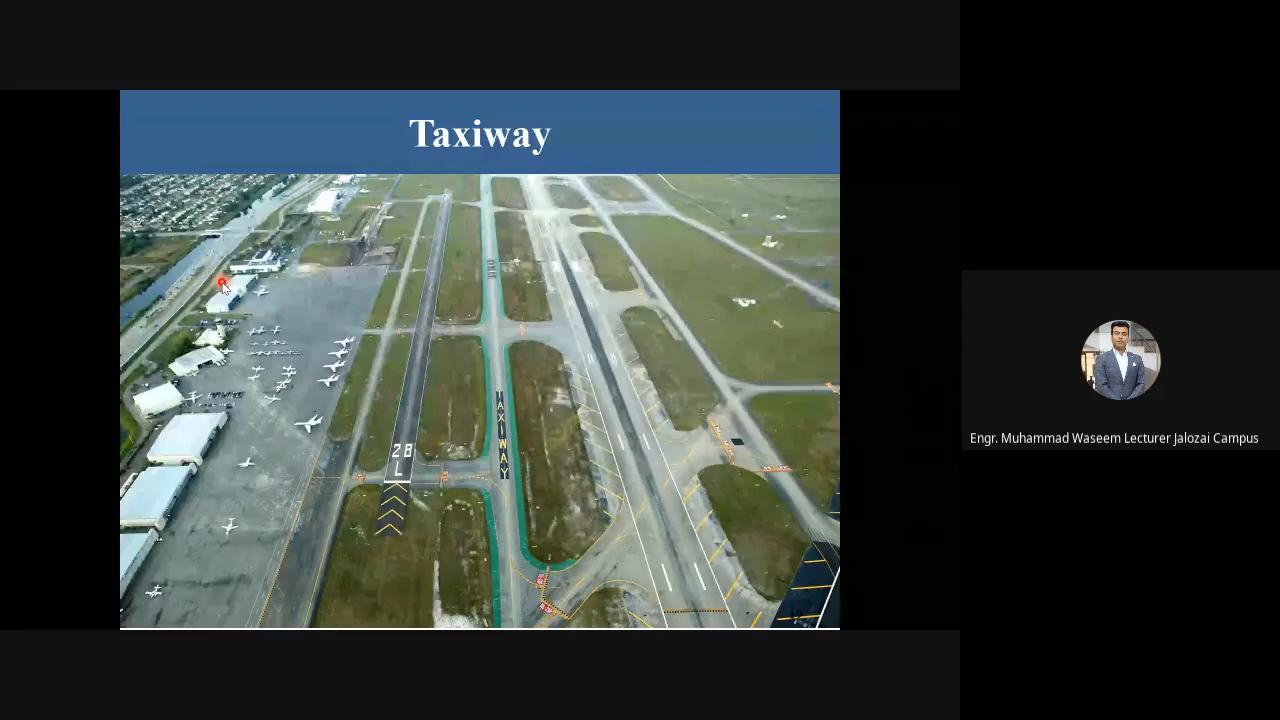 Taxiway
28
L
TAXIWAY
Engr. Muhammad Waseem Lecturer Jalozai Campus